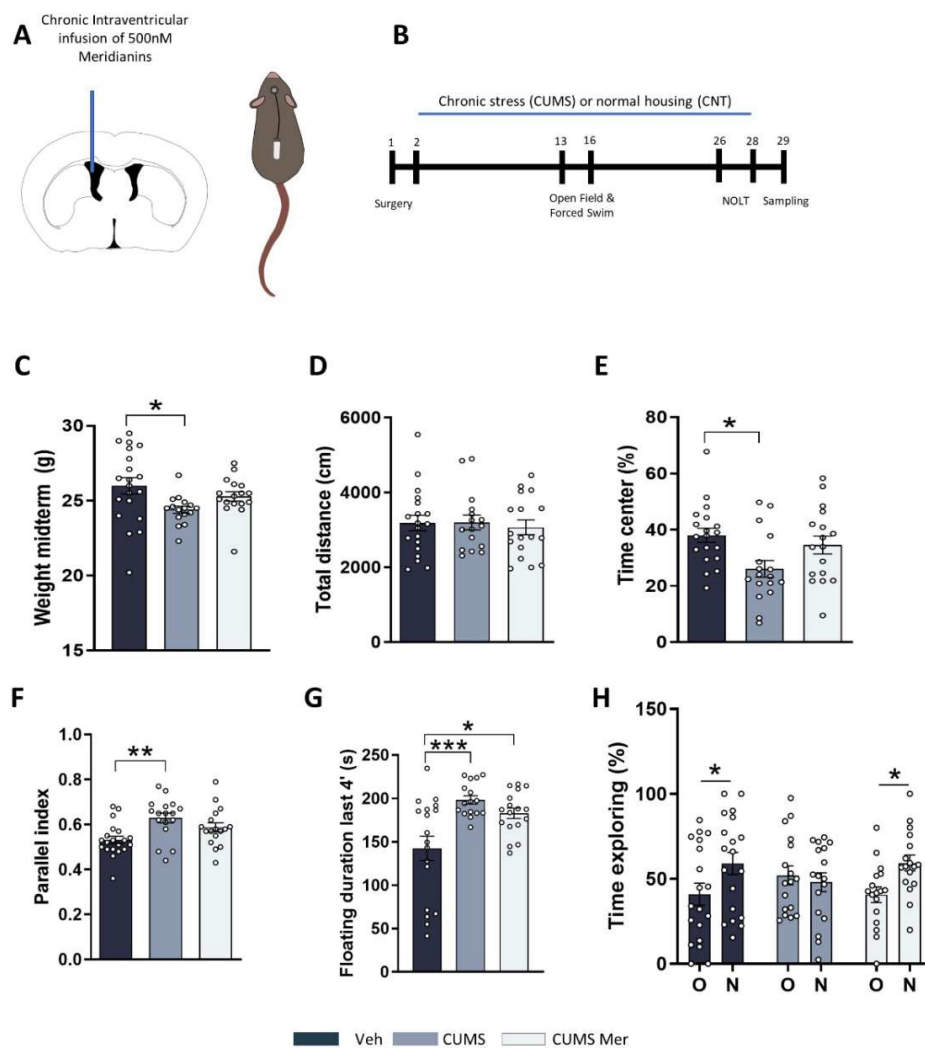 A
Chronic Intraventricular
infusion of 500nM
Meridianins
B
Chronic stress (CUMS) or normal housing (CNT)
1 2 13 16 26 28 29
Surgery
Open Field &
Forced Swim
NOLT
Sampling
C
Weight midterm (g)
30
25
20
15
*
D
Total distance (cm)
6000
4000
2000
0
E
Time center (%)
80
60
40
20
0
*
F
Parallel index
1.0
0.8
0.6
0.4
0.2
0.0
**
G
Floating duration last 4' (s)
250
200
150
100
50
0
***
*
H
Time exploring (%)
150
100
50
0
*
*
O N O N O N
Veh CUMS CUMS Mer